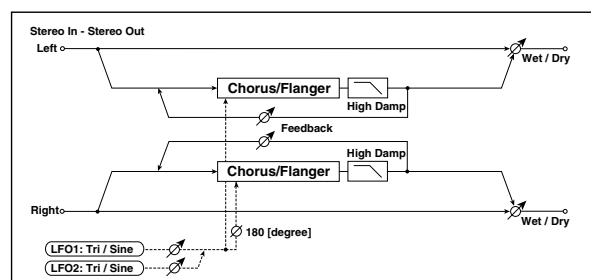 Stereo In - Stereo Out
Left
Wet / Dry
Chorus/Flanger
High Damp
Feedback
High Damp
Chorus/Flanger
Right
Wet / Dry
180 [degree]
LFO1: Tri / Sine
LFO2: Tri / Sine